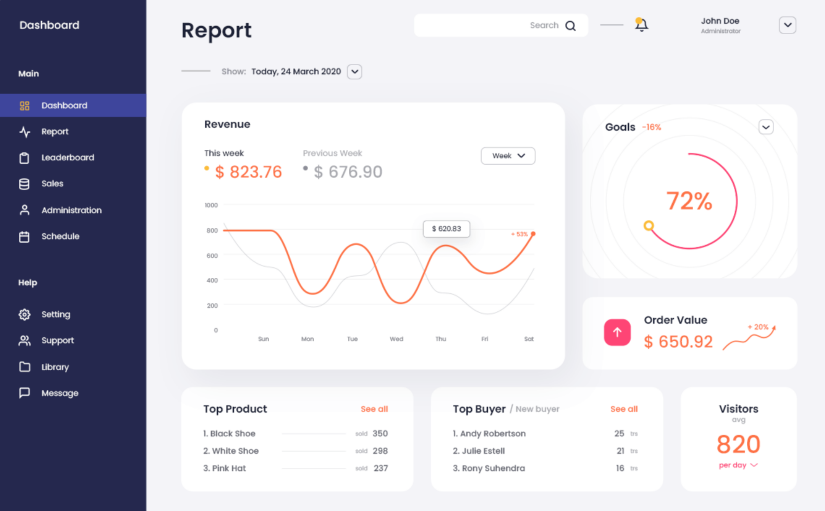 Dashboard
Main
Dashboard
Report
Leaderboard
Sales
Administration
Schedule
Help
Setting
Support
Library
Message
Report
Search
John Doe
Administrator
Show: Today, 24 March 2020
Revenue
This week
$ 823.76
Previous Week
$ 676.90
Week
1000
800
600
400
200
0
$ 620.83
+ 53%
Sun Mon Tue Wed Thu Fri Sat
Goals -16%
72%
Order Value
$ 650.92
+ 20%
Top Product See all
1. Black Shoe sold 350
2. White Shoe sold 298
3. Pink Hat sold 237
Top Buyer / New buyer See all
1. Andy Robertson 25 trs
2. Julie Estell 21 trs
3. Rony Suhendra 16 trs
Visitors
avg
820
per day